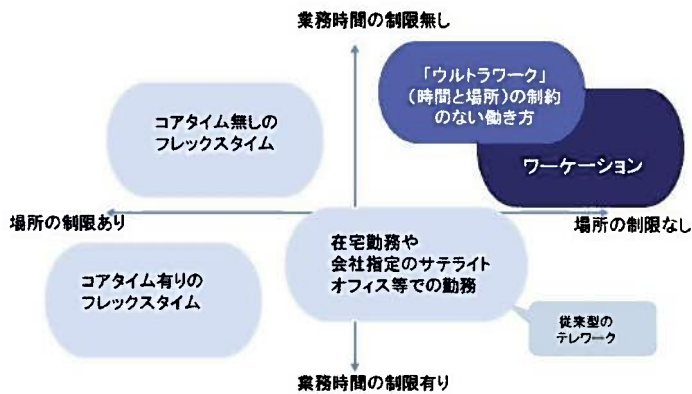 業務時間の制限無し
「ウルトラワーク」
(時間と場所)の制約
のない働き方
コアタイム無しの
フレックスタイム
ワーケーション
場所の制限あり
場所の制限なし
在宅勤務や
会社指定のサテライト
オフィス等での勤務
コアタイム有りの
フレックスタイム
従来型の
テレワーク
業務時間の制限有り